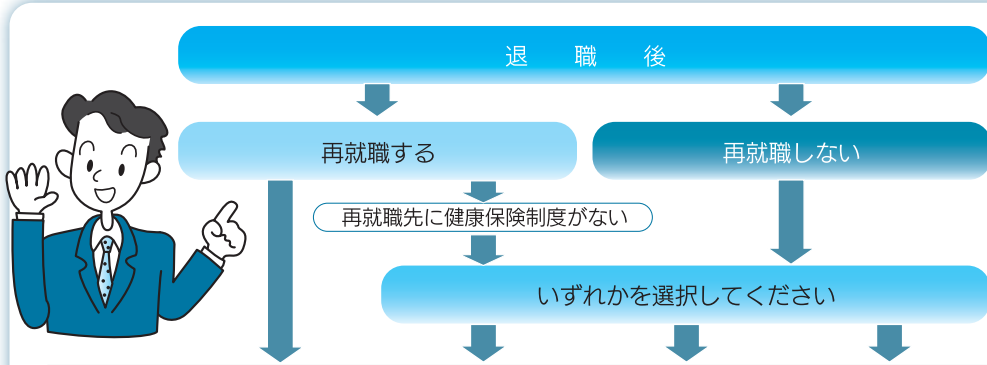 退職後
再就職する
再就職しない
再就職先に健康保険制度がない
いずれかを選択してください